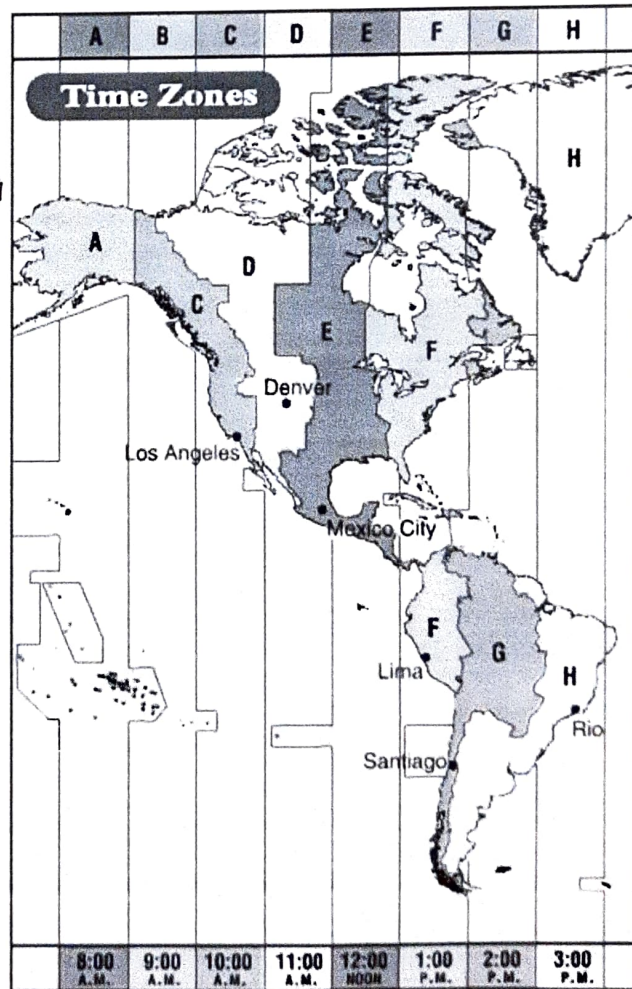 A B C D E F G H
Time Zones
H
A
D
C
E
F
Denver
Los Angeles
Mexico City
F
G
Lima
H
Rio
Santiago
8:00 9:00 10:00 11:00 12:00 1:00 2:00 3:00
A.M. A.M. A.M. A.M. NOON P.M. P.M. P.M.